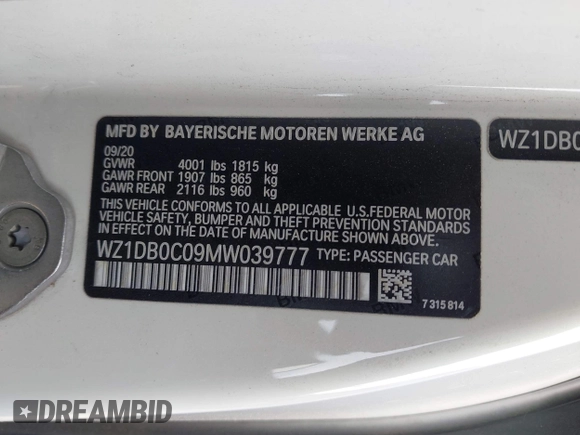 MFD BY BAYERISCHE MOTOREN WERKE AG
09/20
GVWR 4001 lbs 1815 kg
GAWR FRONT 1907 lbs 865 kg
GAWR REAR 2116 lbs 960 kg
THIS VEHICLE CONFORMS TO ALL APPLICABLE U.S.FEDERAL MOTOR
VEHICLE SAFETY, BUMPER AND THEFT PREVENTION STANDARDS
IN EFFECT ON THE DATE OF MANUFACTURE SHOWN ABOVE.
WZ1DB0C09MW039777 TYPE: PASSENGER CAR
7 315 814
WZ1DB0
DREAMBID